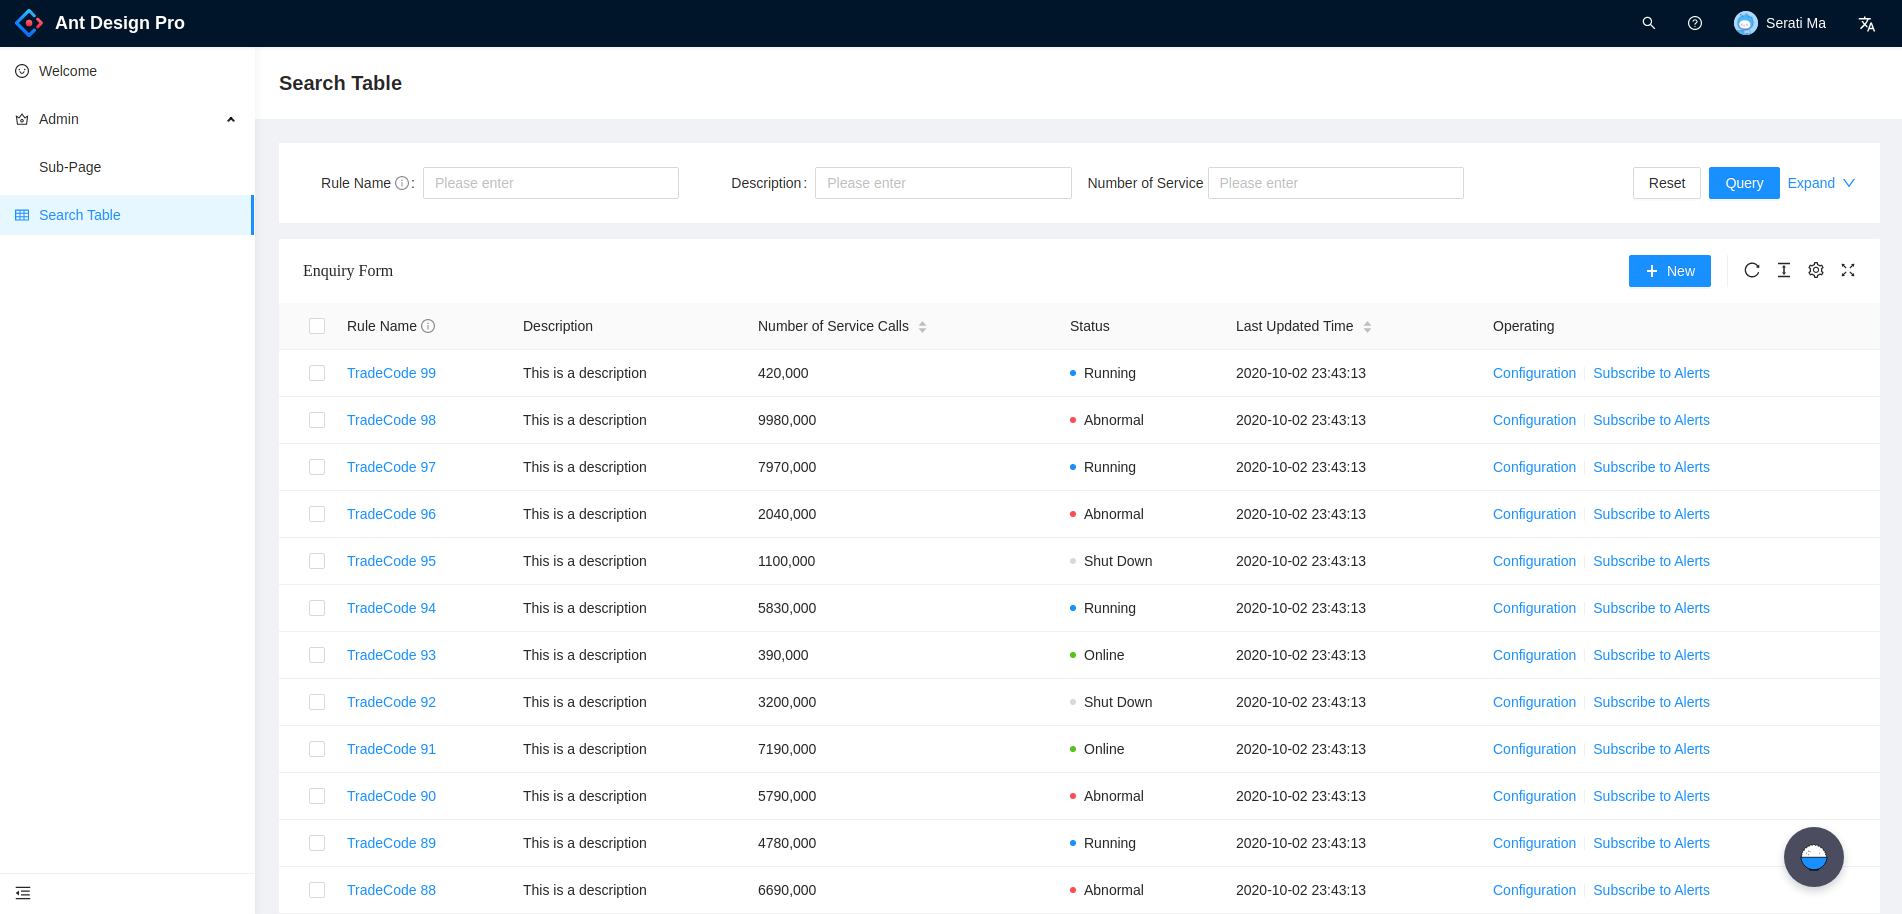 Ant Design Pro
Serati Ma
Welcome
Admin
Sub-Page
Search Table
Search Table
Rule Name : Please enter Description : Please enter Number of Service Please enter Reset Query Expand
Enquiry Form New
Rule Name Description Number of Service Calls Status Last Updated Time Operating
TradeCode 99 This is a description 420,000 Running 2020-10-02 23:43:13 Configuration Subscribe to Alerts
TradeCode 98 This is a description 9980,000 Abnormal 2020-10-02 23:43:13 Configuration Subscribe to Alerts
TradeCode 97 This is a description 7970,000 Running 2020-10-02 23:43:13 Configuration Subscribe to Alerts
TradeCode 96 This is a description 2040,000 Abnormal 2020-10-02 23:43:13 Configuration Subscribe to Alerts
TradeCode 95 This is a description 1100,000 Shut Down 2020-10-02 23:43:13 Configuration Subscribe to Alerts
TradeCode 94 This is a description 5830,000 Running 2020-10-02 23:43:13 Configuration Subscribe to Alerts
TradeCode 93 This is a description 390,000 Online 2020-10-02 23:43:13 Configuration Subscribe to Alerts
TradeCode 92 This is a description 3200,000 Shut Down 2020-10-02 23:43:13 Configuration Subscribe to Alerts
TradeCode 91 This is a description 7190,000 Online 2020-10-02 23:43:13 Configuration Subscribe to Alerts
TradeCode 90 This is a description 5790,000 Abnormal 2020-10-02 23:43:13 Configuration Subscribe to Alerts
TradeCode 89 This is a description 4780,000 Running 2020-10-02 23:43:13 Configuration Subscribe to Alerts
TradeCode 88 This is a description 6690,000 Abnormal 2020-10-02 23:43:13 Configuration Subscribe to Alerts